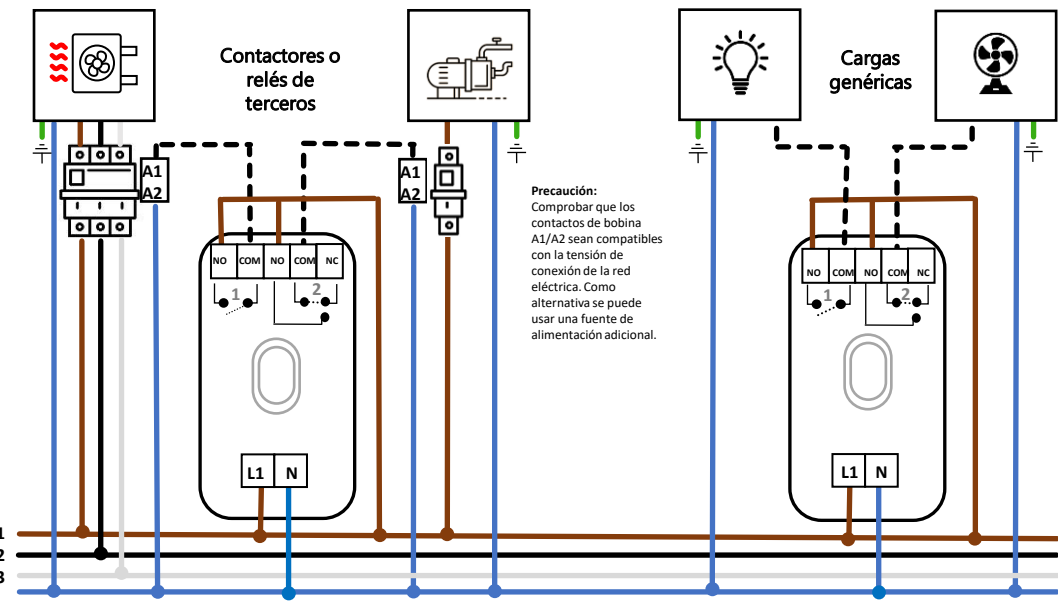 Contactores o
relés de
terceros
Cargas
genéricas
A1
A2
A1
A2
Precaución:
Comprobar que los
contactos de bobina
A1/A2 sean compatibles
con la tensión de
conexión de la red
eléctrica. Como
alternativa se puede
usar una fuente de
alimentación adicional.
NO COM NO COM NC
1 2
L1 N
NO COM NO COM NC
1 2
L1 N
1
2
3